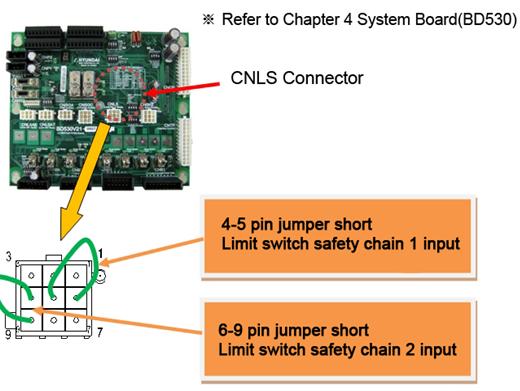 ※ Refer to Chapter 4 System Board(BD530)
HYUNDAI
CNLS Connector
CNLS
BD530V21
4-5 pin jumper short
Limit switch safety chain 1 input
3
1
6-9 pin jumper short
Limit switch safety chain 2 input
9
7